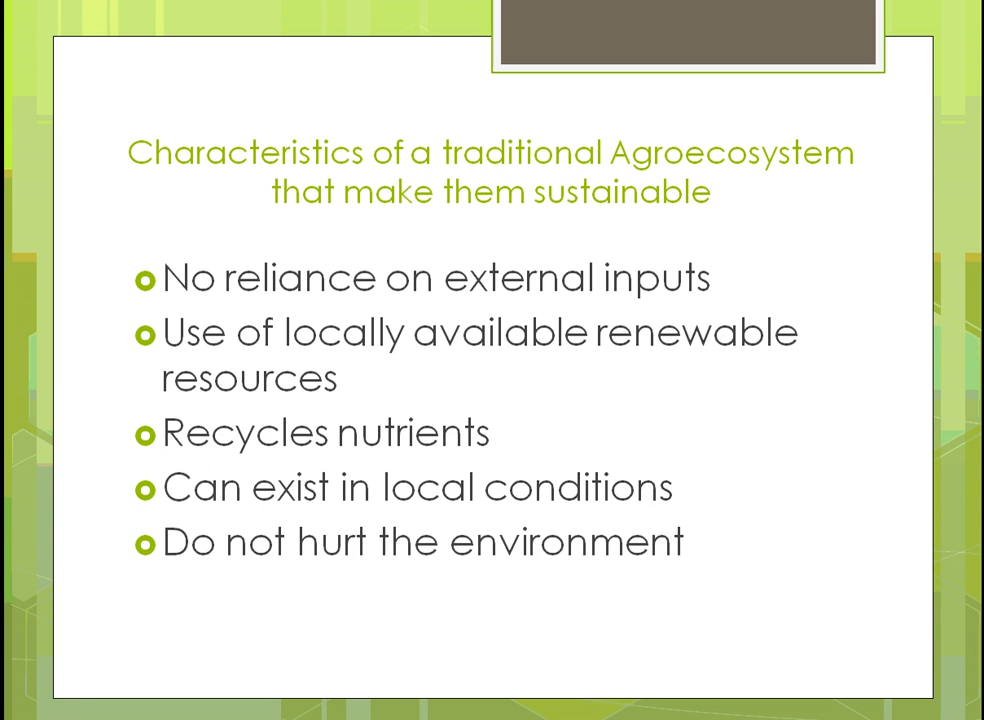 Characteristics of a traditional Agroecosystem
that make them sustainable
No reliance on external inputs
Use of locally available renewable
resources
Recycles nutrients
Can exist in local conditions
Do not hurt the environment